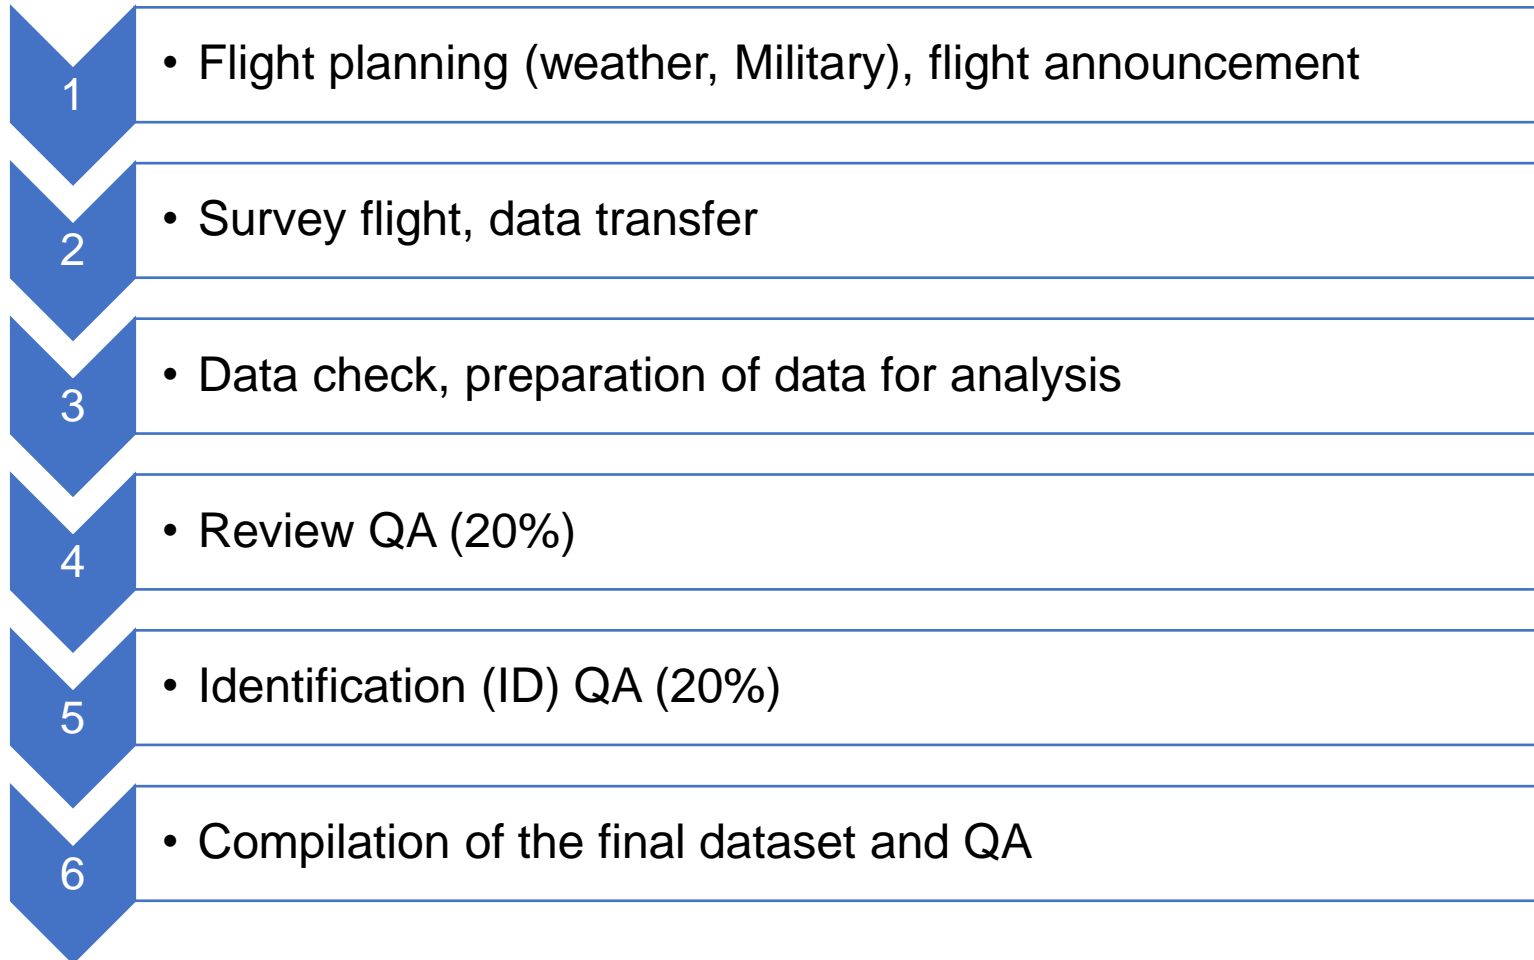 1
• Flight planning (weather, Military), flight announcement
2
• Survey flight, data transfer
3
• Data check, preparation of data for analysis
4
• Review QA (20%)
5
• Identification (ID) QA (20%)
6
• Compilation of the final dataset and QA